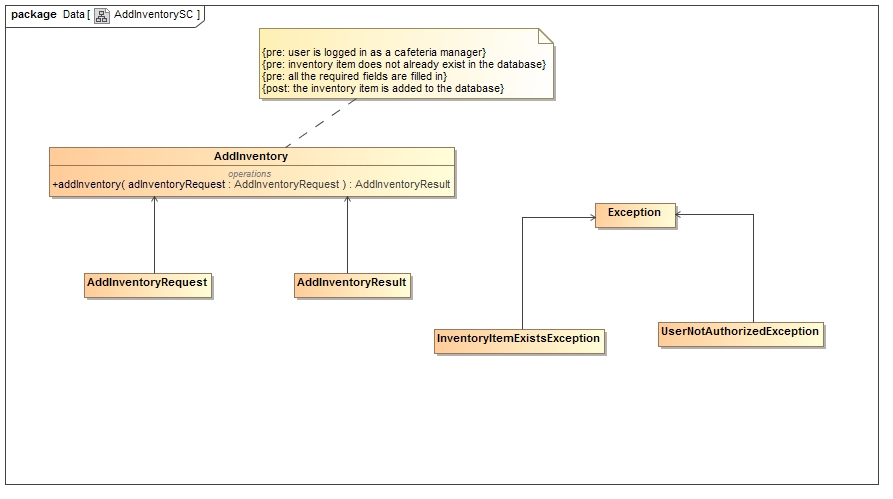 package Data [ AddInventorySC ]
{pre: user is logged in as a cafeteria manager}
{pre: inventory item does not already exist in the database}
{pre: all the required fields are filled in}
{post: the inventory item is added to the database}
AddInventory
operations
+addInventory( adInventoryRequest : AddInventoryRequest ) : AddInventoryResult
Exception
AddInventoryRequest
AddInventoryResult
InventoryItemExistsException
UserNotAuthorizedException